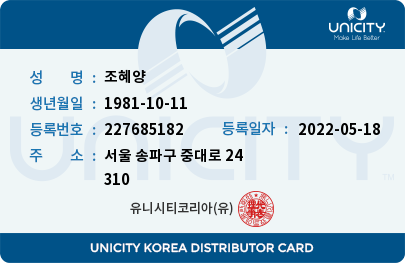 UNICITY
Make Life Better
성 명 : 조혜양
생년월일 : 1981-10-11
등록번호 : 227685182 등록일자 : 2022-05-18
주 소 : 서울 송파구 중대로 24
310
유니시티코리아(유)
UNICITY
UNICITY KOREA DISTRIBUTOR CARD